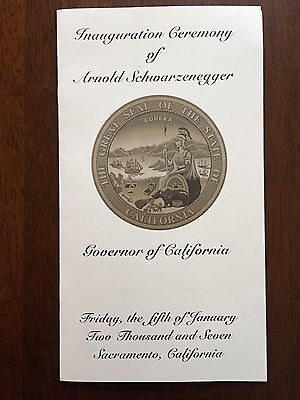 Inauguration Ceremony
of
Arnold Schwarzenegger
THE GREAT SEAL OF THE STATE OF CALIFORNIA
EUREKA
Governor of California
Friday, the fifth of January
Two Thousand and Seven
Sacramento, California